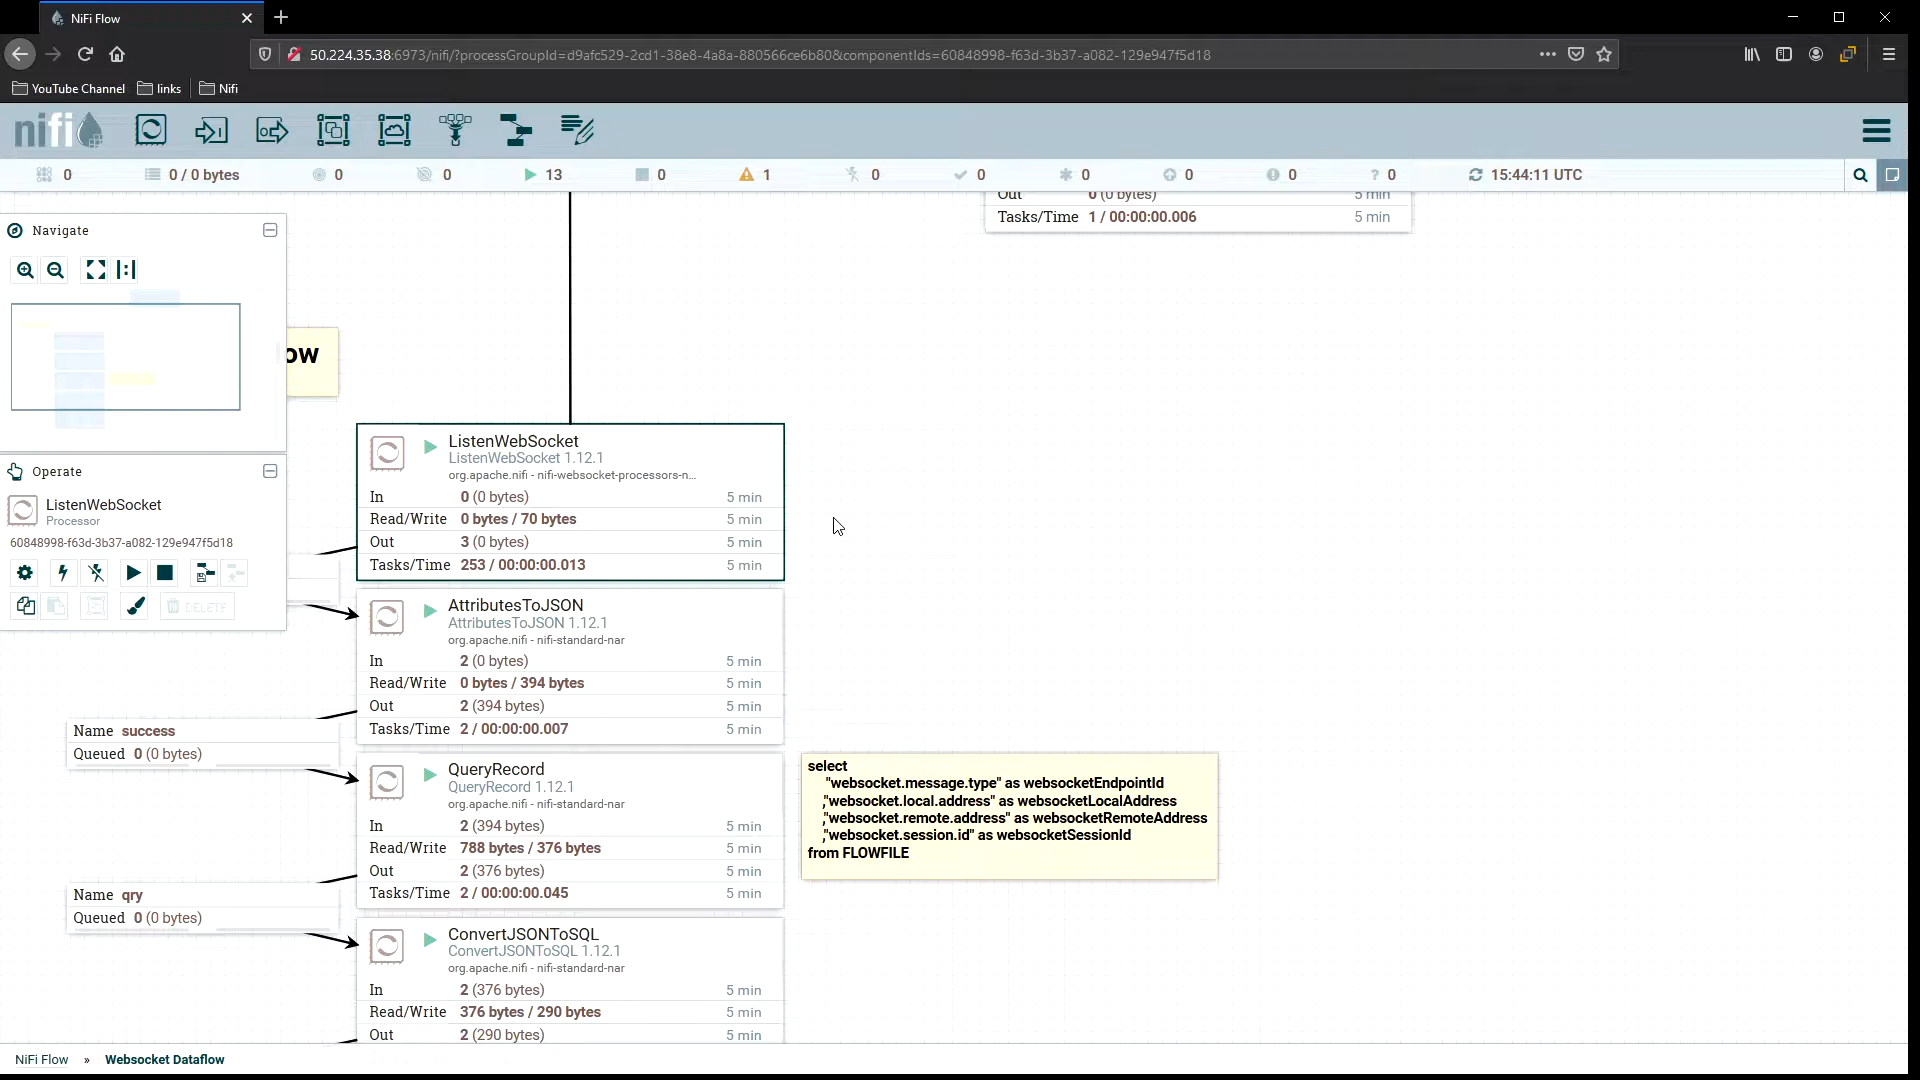 NiFi Flow
50.224.35.38:6973/nifi/?processGroupId=d9afc529-2cd1-38e8-4a8a-880566ce6b80&componentIds=60848998-f63d-3b37-a082-129e947f5d18
YouTube Channel links Nifi
nifi
0 0 / 0 bytes 0 0 13 0 1 0 0 0 0 0 ? 0 15:44:11 UTC
Out 0 (0 bytes) 5 min
Tasks/Time 1 / 00:00:00.006 5 min
Navigate
ow
Operate
ListenWebSocket
Processor
60848998-f63d-3b37-a082-129e947f5d18
DELETE
ListenWebSocket
ListenWebSocket 1.12.1
org.apache.nifi - nifi-websocket-processors-n...
In 0 (0 bytes) 5 min
Read/Write 0 bytes / 70 bytes 5 min
Out 3 (0 bytes) 5 min
Tasks/Time 253 / 00:00:00.013 5 min
AttributesToJSON
AttributesToJSON 1.12.1
org.apache.nifi - nifi-standard-nar
In 2 (0 bytes) 5 min
Read/Write 0 bytes / 394 bytes 5 min
Out 2 (394 bytes) 5 min
Tasks/Time 2 / 00:00:00.007 5 min
Name success
Queued 0 (0 bytes)
QueryRecord
QueryRecord 1.12.1
org.apache.nifi - nifi-standard-nar
In 2 (394 bytes) 5 min
Read/Write 788 bytes / 376 bytes 5 min
Out 2 (376 bytes) 5 min
Tasks/Time 2 / 00:00:00.045 5 min
select
"websocket.message.type" as websocketEndpointId
,"websocket.local.address" as websocketLocalAddress
,"websocket.remote.address" as websocketRemoteAddress
,"websocket.session.id" as websocketSessionId
from FLOWFILE
Name qry
Queued 0 (0 bytes)
ConvertJSONToSQL
ConvertJSONToSQL 1.12.1
org.apache.nifi - nifi-standard-nar
In 2 (376 bytes) 5 min
Read/Write 376 bytes / 290 bytes 5 min
Out 2 (290 bytes) 5 min
NiFi Flow » Websocket Dataflow